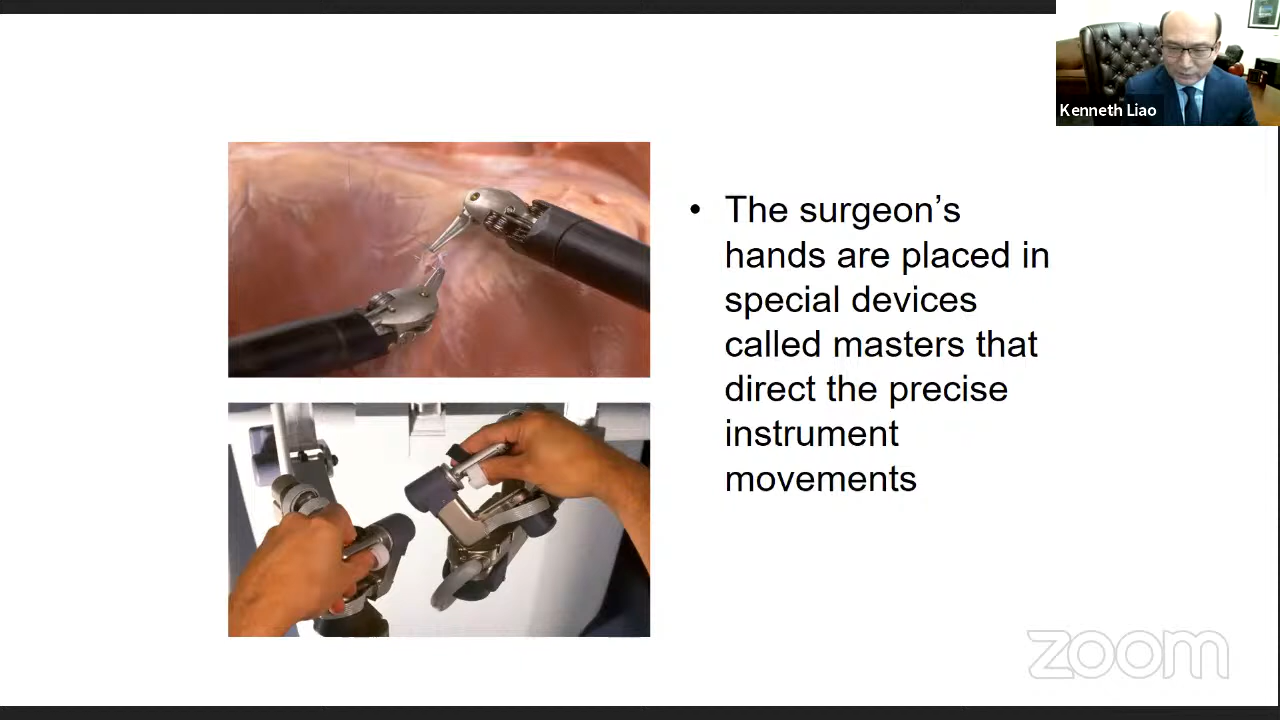 Kenneth Liao
• The surgeon’s
hands are placed in
special devices
called masters that
direct the precise
instrument
movements
zoom